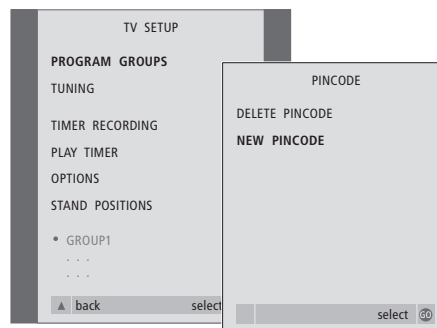 TV SETUP
PROGRAM GROUPS
TUNING
TIMER RECORDING
PLAY TIMER
OPTIONS
STAND POSITIONS
• GROUP1
. . .
. . .
▲ back select
PINCODE
DELETE PINCODE
NEW PINCODE
select GO